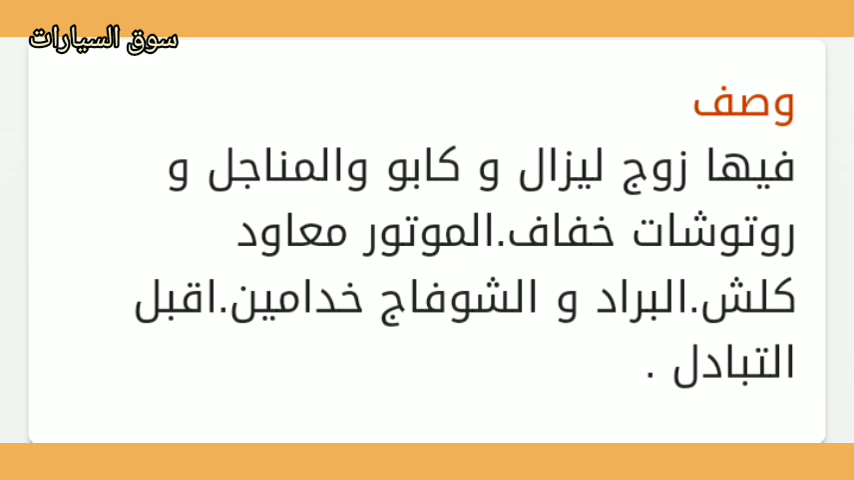 سوق السيارات
وصف
فيها زوج ليزال و كابو والمناجل و
روتوشات خفاف.الموتور معاود
كلش.البراد و الشوفاج خدامين.اقبل
التبادل .